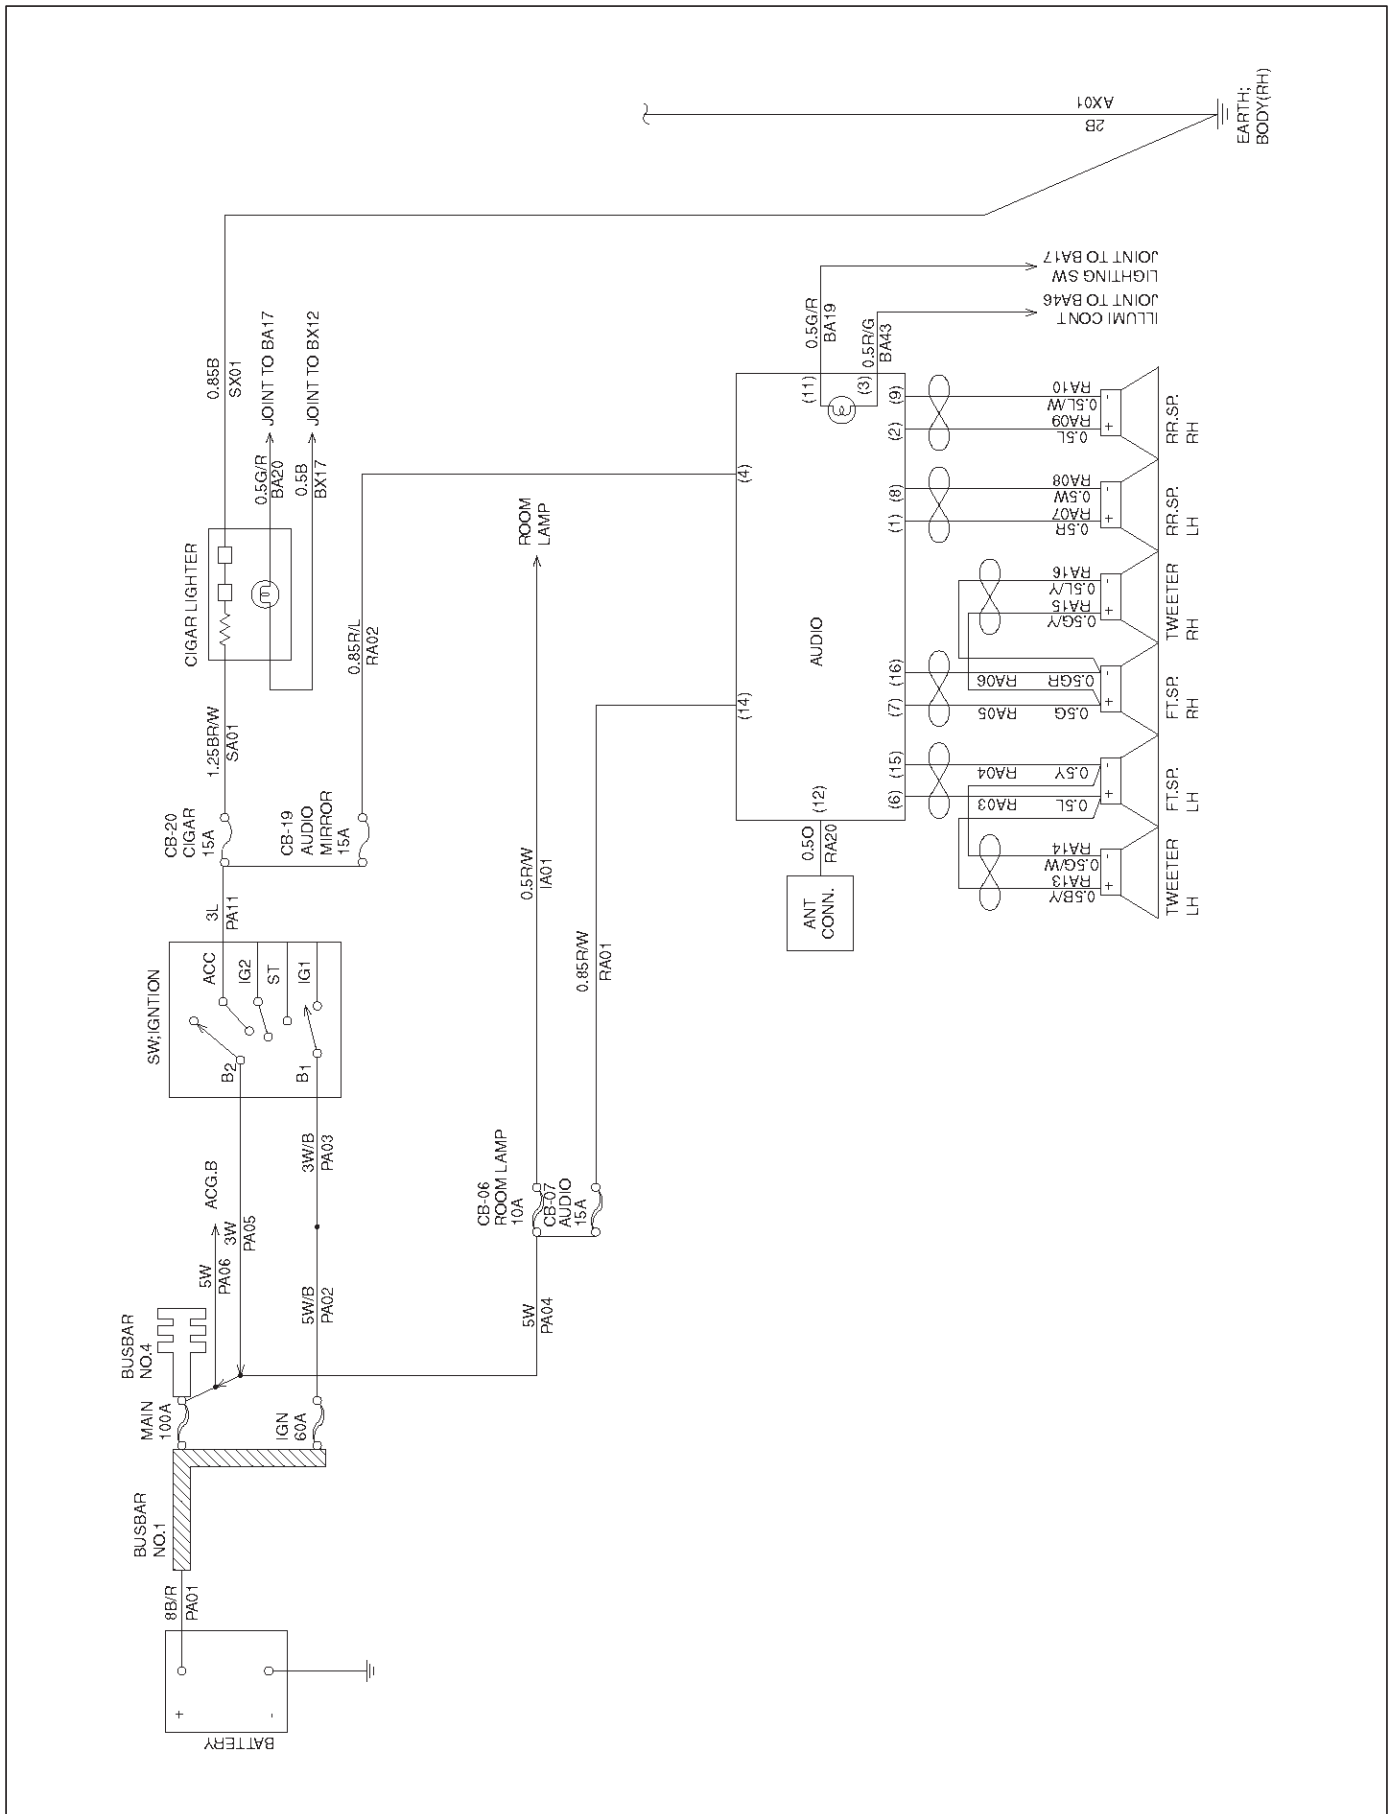 BATTERY
+
-
8B/R
PA01
BUSBAR
NO.1
MAIN
100A
IGN
60A
BUSBAR
NO.4
5W
PA06
ACG.B
3W
PA05
5W/B
PA02
3W/B
PA03
5W
PA04
SW;IGNTION
B2
B1
ACC
IG2
ST
IG1
3L
PA11
CB-20
CIGAR
15A
CB-19
AUDIO
MIRROR
15A
CB-06
ROOM LAMP
10A
CB-07
AUDIO
15A
1.25BR/W
SA01
CIGAR LIGHTER
0.85B
SX01
0.5G/R
BA20
JOINT TO BA17
0.5B
BX17
JOINT TO BX12
0.85R/L
RA02
0.5R/W
IA01
ROOM
LAMP
0.85R/W
RA01
AX01
2B
EARTH;
BODY(RH)
AUDIO
(4)
(14)
(12)
(11)
(3)
0.5O
RA20
ANT
CONN.
0.5G/R
BA19
LIGHTING SW
JOINT TO BA17
0.5R/G
BA43
ILLUMI CONT
JOINT TO BA46
(9)
(2)
(8)
(1)
(16)
(7)
(15)
(6)
RA10
0.5L/W
RA09
0.5L
-
+
RR.SP.
RH
RA08
0.5W
RA07
0.5R
-
+
RR.SP.
LH
RA16
0.5L/Y
RA15
0.5G/Y
-
+
TWEETER
RH
RA06
0.5GR
RA05
0.5G
-
+
FT.SP.
RH
RA04
0.5Y
RA03
0.5L
-
+
FT.SP.
LH
RA14
0.5G/W
RA13
0.5B/Y
-
+
TWEETER
LH